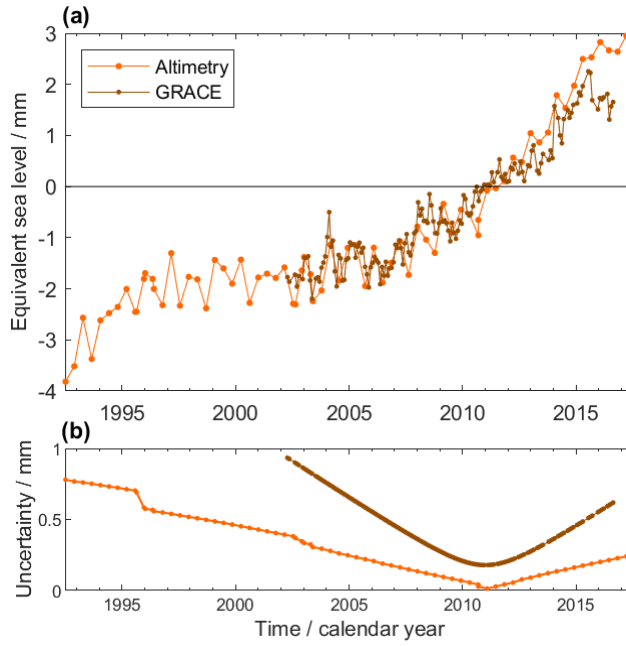 (a)
3
2
1
0
-1
-2
-3
-4
Equivalent sea level / mm
Altimetry
GRACE
1995 2000 2005 2010 2015
(b)
1
0.5
0
Uncertainty / mm
1995 2000 2005 2010 2015
Time / calendar year